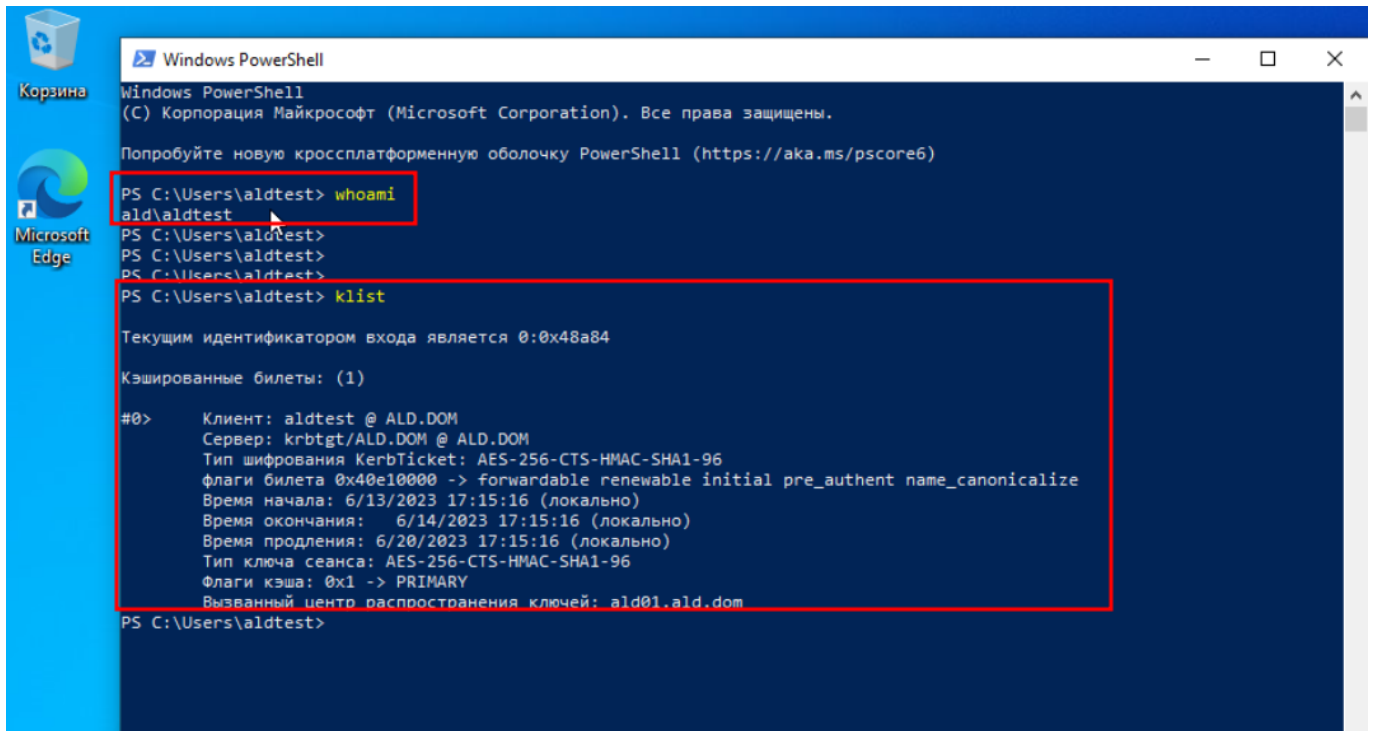 Корзина
Microsoft
Edge
Windows PowerShell
Windows PowerShell
(C) Корпорация Майкрософт (Microsoft Corporation). Все права защищены.
Попробуйте новую кроссплатформенную оболочку PowerShell (https://aka.ms/pscore6)
PS C:\Users\aldtest> whoami
ald\aldtest
PS C:\Users\aldtest>
PS C:\Users\aldtest>
PS C:\Users\aldtest>
PS C:\Users\aldtest> klist
Текущим идентификатором входа является 0:0x48a84
Кэшированные билеты: (1)
#0>     Клиент: aldtest @ ALD.DOM
Сервер: krbtgt/ALD.DOM @ ALD.DOM
Тип шифрования KerbTicket: AES-256-CTS-HMAC-SHA1-96
флаги билета 0x40e10000 -> forwardable renewable initial pre_authent name_canonicalize
Время начала: 6/13/2023 17:15:16 (локально)
Время окончания:   6/14/2023 17:15:16 (локально)
Время продления: 6/20/2023 17:15:16 (локально)
Тип ключа сеанса: AES-256-CTS-HMAC-SHA1-96
Флаги кэша: 0x1 -> PRIMARY
Вызванный центр распространения ключей: ald01.ald.dom
PS C:\Users\aldtest>